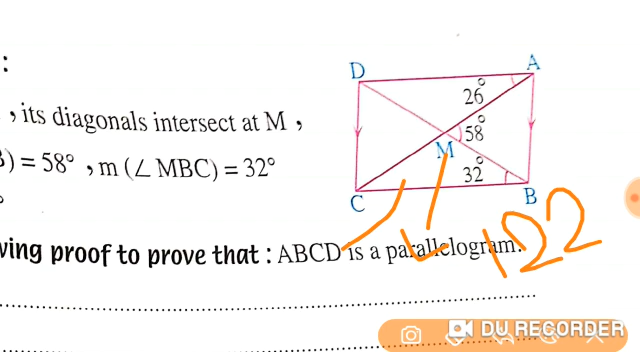 :
, its diagonals intersect at M ,
) = 58° , m (∠ MBC) = 32°
°
ving proof to prove that : ABCD is a parallelogram.
D
A
26°
58°
M
32°
C
B
122
DU RECORDER